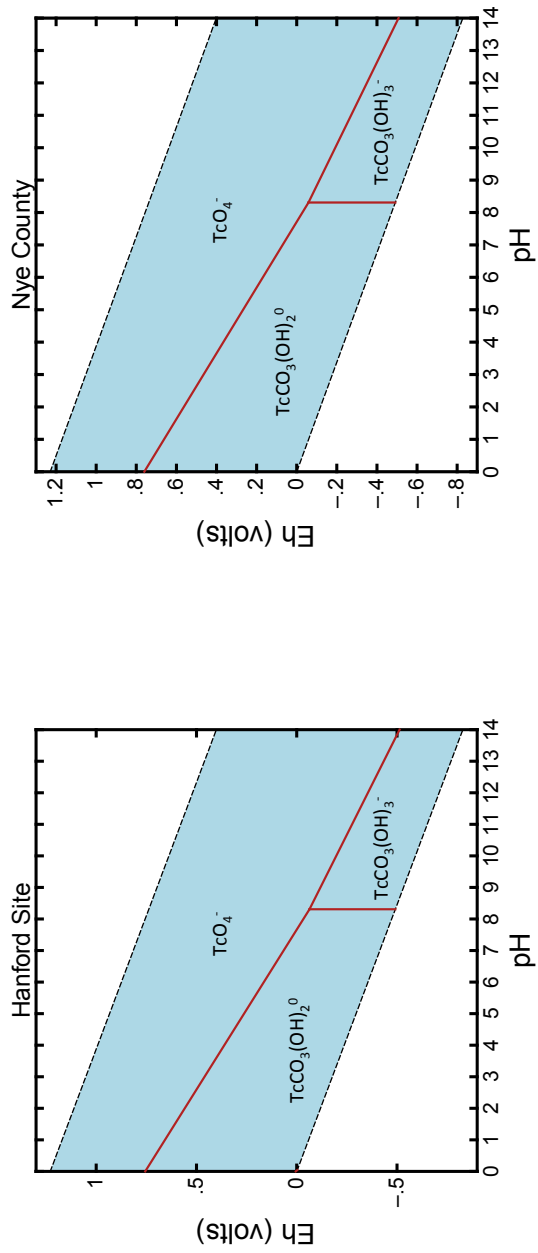 Hanford Site
Eh (volts)
1
.5
0
−.5
TcO₄⁻
TcCO₃(OH)₂⁰
TcCO₃(OH)₃⁻
0 1 2 3 4 5 6 7 8 9 10 11 12 13 14
pH
Nye County
Eh (volts)
1.2
1
.8
.6
.4
.2
0
−.2
−.4
−.6
−.8
TcO₄⁻
TcCO₃(OH)₂⁰
TcCO₃(OH)₃⁻
0 1 2 3 4 5 6 7 8 9 10 11 12 13 14
pH